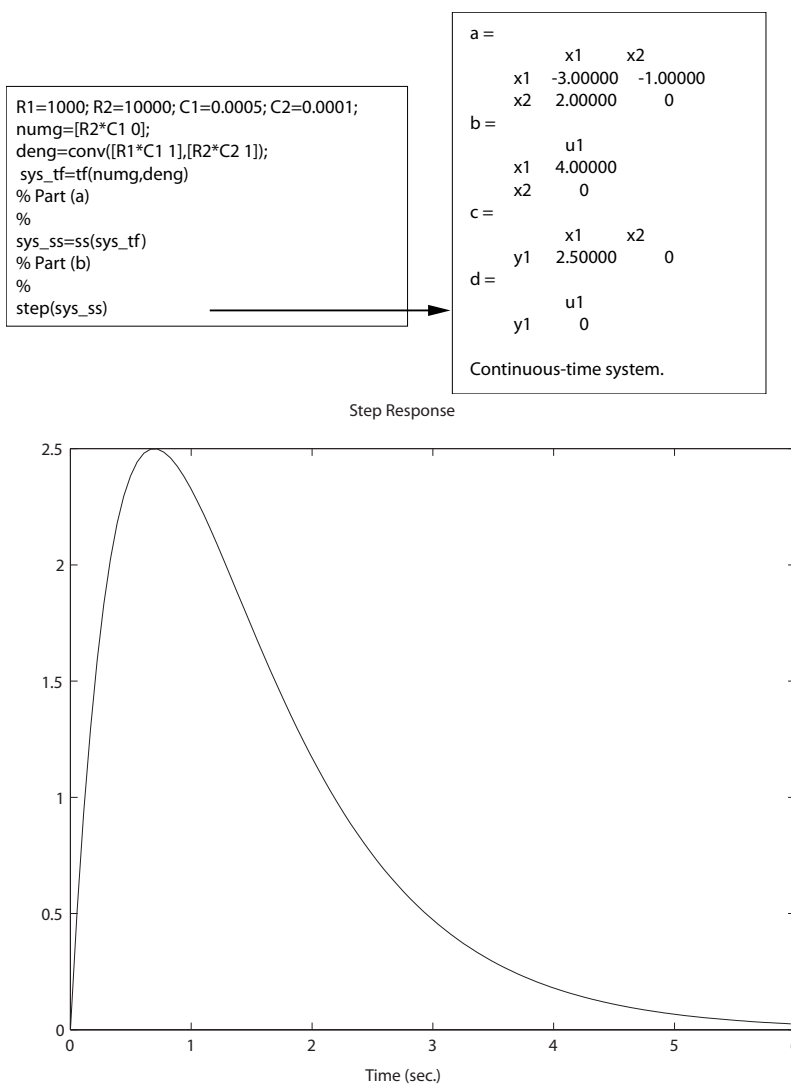 R1=1000; R2=10000; C1=0.0005; C2=0.0001;
numg=[R2*C1 0];
deng=conv([R1*C1 1],[R2*C2 1]);
sys_tf=tf(numg,deng)
% Part (a)
%
sys_ss=ss(sys_tf)
% Part (b)
%
step(sys_ss)
a =
x1 x2
x1 -3.00000 -1.00000
x2 2.00000 0
b =
u1
x1 4.00000
x2 0
c =
x1 x2
y1 2.50000 0
d =
u1
y1 0
Continuous-time system.
Step Response
2.5
2
1.5
1
0.5
0
0 1 2 3 4 5 6
Time (sec.)